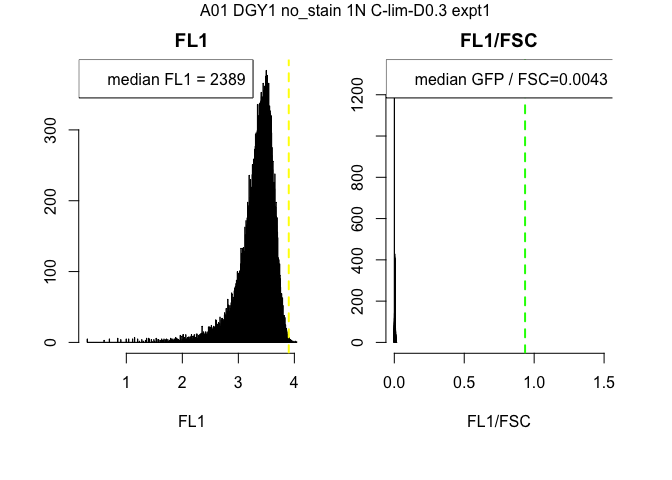 A01 DGY1 no_stain 1N C-lim-D0.3 expt1
FL1
median FL1 = 2389
0
100
200
300
1 2 3 4
FL1
FL1/FSC
median GFP / FSC=0.0043
0
200
400
600
800
1200
0.0 0.5 1.0 1.5
FL1/FSC